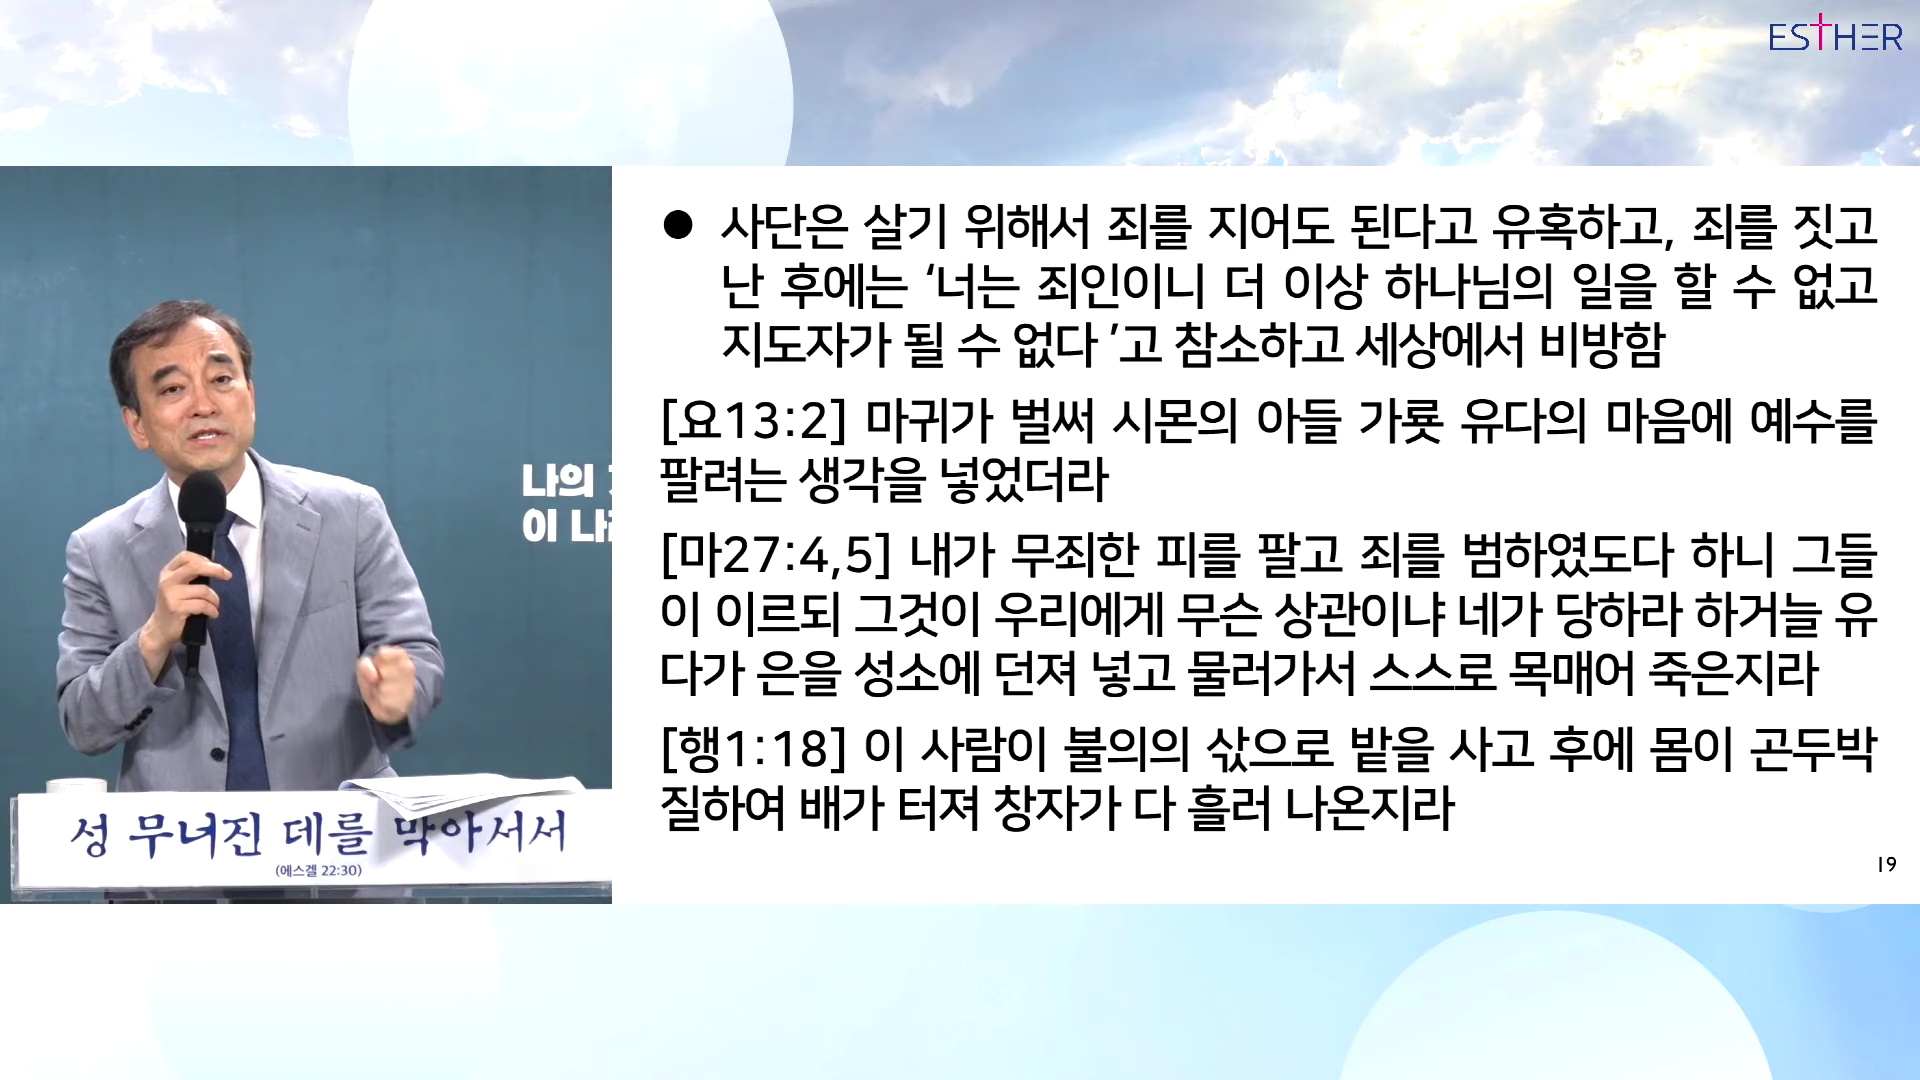 ESTHER
● 사단은 살기 위해서 죄를 지어도 된다고 유혹하고, 죄를 짓고
난 후에는 ‘너는 죄인이니 더 이상 하나님의 일을 할 수 없고
지도자가 될 수 없다 ’고 참소하고 세상에서 비방함
[요13:2] 마귀가 벌써 시몬의 아들 가룟 유다의 마음에 예수를
팔려는 생각을 넣었더라
[마27:4,5] 내가 무죄한 피를 팔고 죄를 범하였도다 하니 그들
이 이르되 그것이 우리에게 무슨 상관이냐 네가 당하라 하거늘 유
다가 은을 성소에 던져 넣고 물러가서 스스로 목매어 죽은지라
[행1:18] 이 사람이 불의의 삯으로 밭을 사고 후에 몸이 곤두박
질하여 배가 터져 창자가 다 흘러 나온지라
19
나의
이
성 무너진 데를 막아서서
(에스겔 22:30)